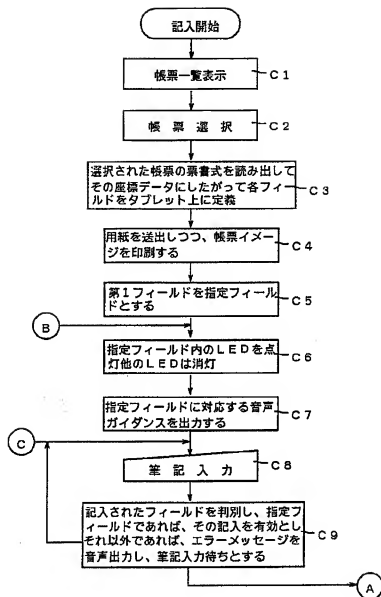 記入開始
帳票一覧表示
C1
帳票選択
C2
選択された帳票の票書式を読み出して
その座標データにしたがって各フィ
ールドをタブレット上に定義
C3
用紙を送出しつつ、帳票イメー
ジを印刷する
C4
第1フィールドを指定フィール
ドとする
C5
B
指定フィールド内のLEDを点
灯他のLEDは消灯
C6
指定フィールドに対応する音声
ガイダンスを出力する
C7
C
筆記入力
C8
記入されたフィールドを判別し、指定フ
ィールドであれば、その記入を有効とし
それ以外であれば、エラーメッセージを
音声出力し、筆記入力待ちとする
C9
A